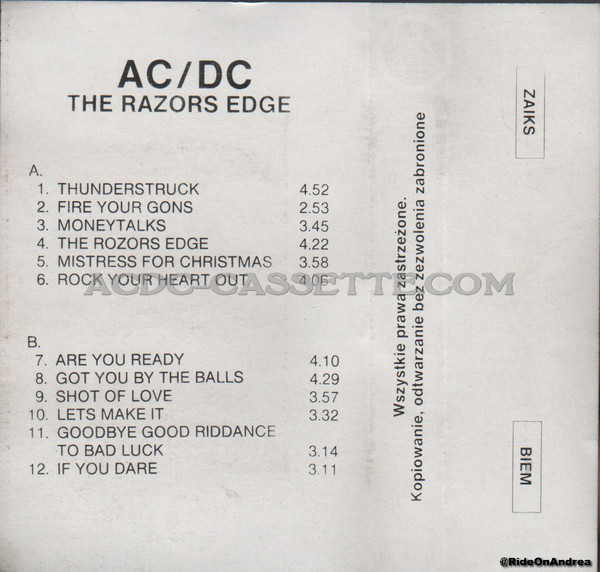 AC/DC
THE RAZORS EDGE
A.
1. THUNDERSTRUCK 4.52
2. FIRE YOUR GONS 2.53
3. MONEYTALKS 3.45
4. THE ROZORS EDGE 4.22
5. MISTRESS FOR CHRISTMAS 3.58
6. ROCK YOUR HEART OUT 4.06
ACDC-CASSETTE.COM
B.
7. ARE YOU READY 4.10
8. GOT YOU BY THE BALLS 4.29
9. SHOT OF LOVE 3.57
10. LETS MAKE IT 3.32
11. GOODBYE GOOD RIDDANCE
TO BAD LUCK 3.14
12. IF YOU DARE 3.11
Wszystkie prawa zastrzeżone.
Kopiowanie, odtwarzanie bez zezwolenia zabronione
ZAIKS
BIEM
@RideOnAndrea